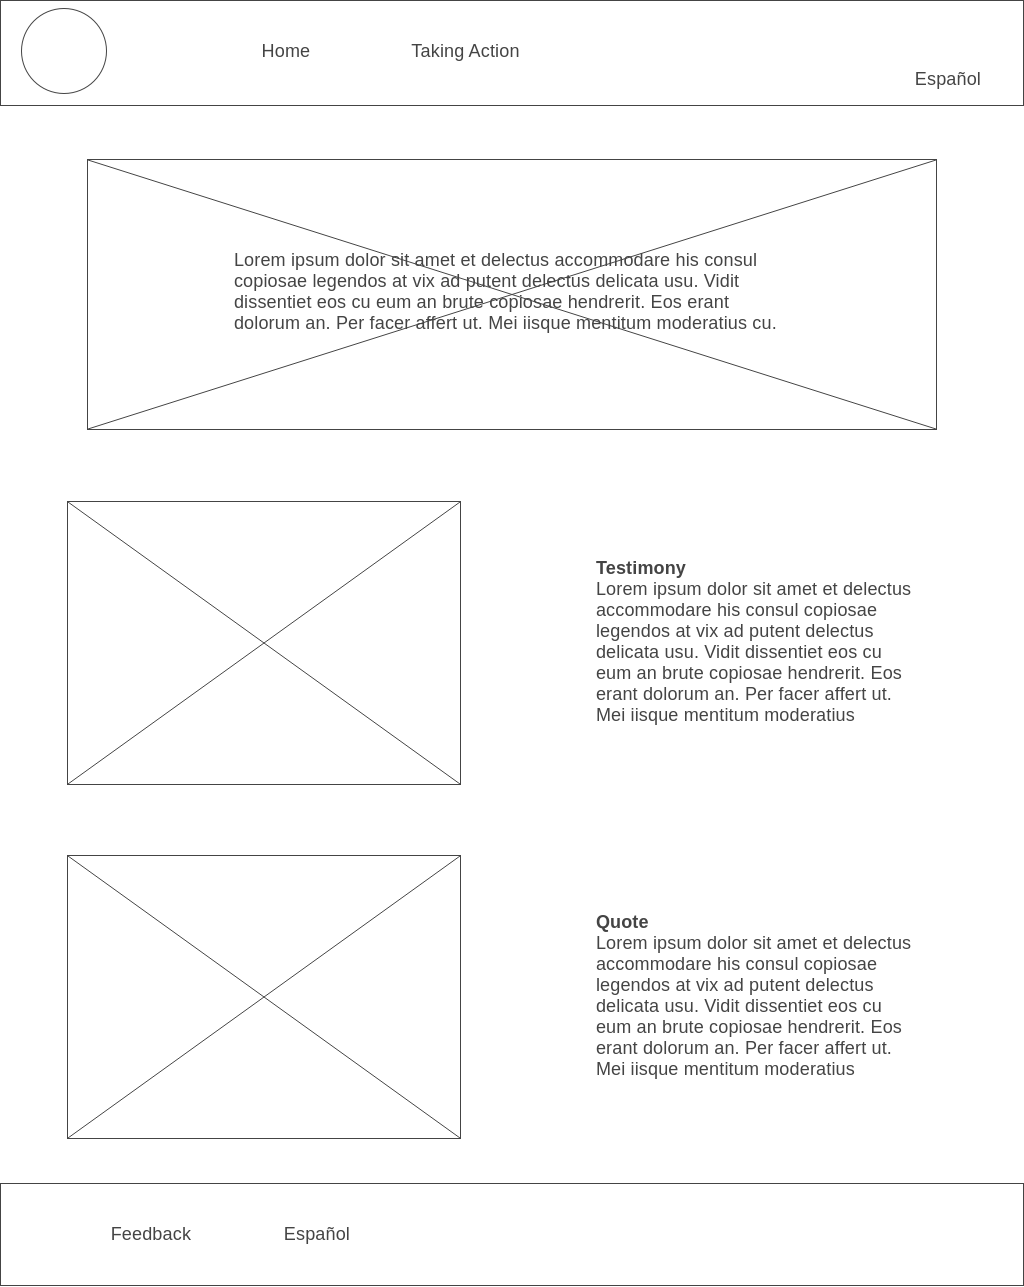 Home
Taking Action
Español
Lorem ipsum dolor sit amet et delectus accommodare his consul
copiosae legendos at vix ad putent delectus delicata usu. Vidit
dissentiet eos cu eum an brute copiosae hendrerit. Eos erant
dolorum an. Per facer affert ut. Mei iisque mentitum moderatius cu.
Testimony
Lorem ipsum dolor sit amet et delectus
accommodare his consul copiosae
legendos at vix ad putent delectus
delicata usu. Vidit dissentiet eos cu
eum an brute copiosae hendrerit. Eos
erant dolorum an. Per facer affert ut.
Mei iisque mentitum moderatius
Quote
Lorem ipsum dolor sit amet et delectus
accommodare his consul copiosae
legendos at vix ad putent delectus
delicata usu. Vidit dissentiet eos cu
eum an brute copiosae hendrerit. Eos
erant dolorum an. Per facer affert ut.
Mei iisque mentitum moderatius
Feedback
Español